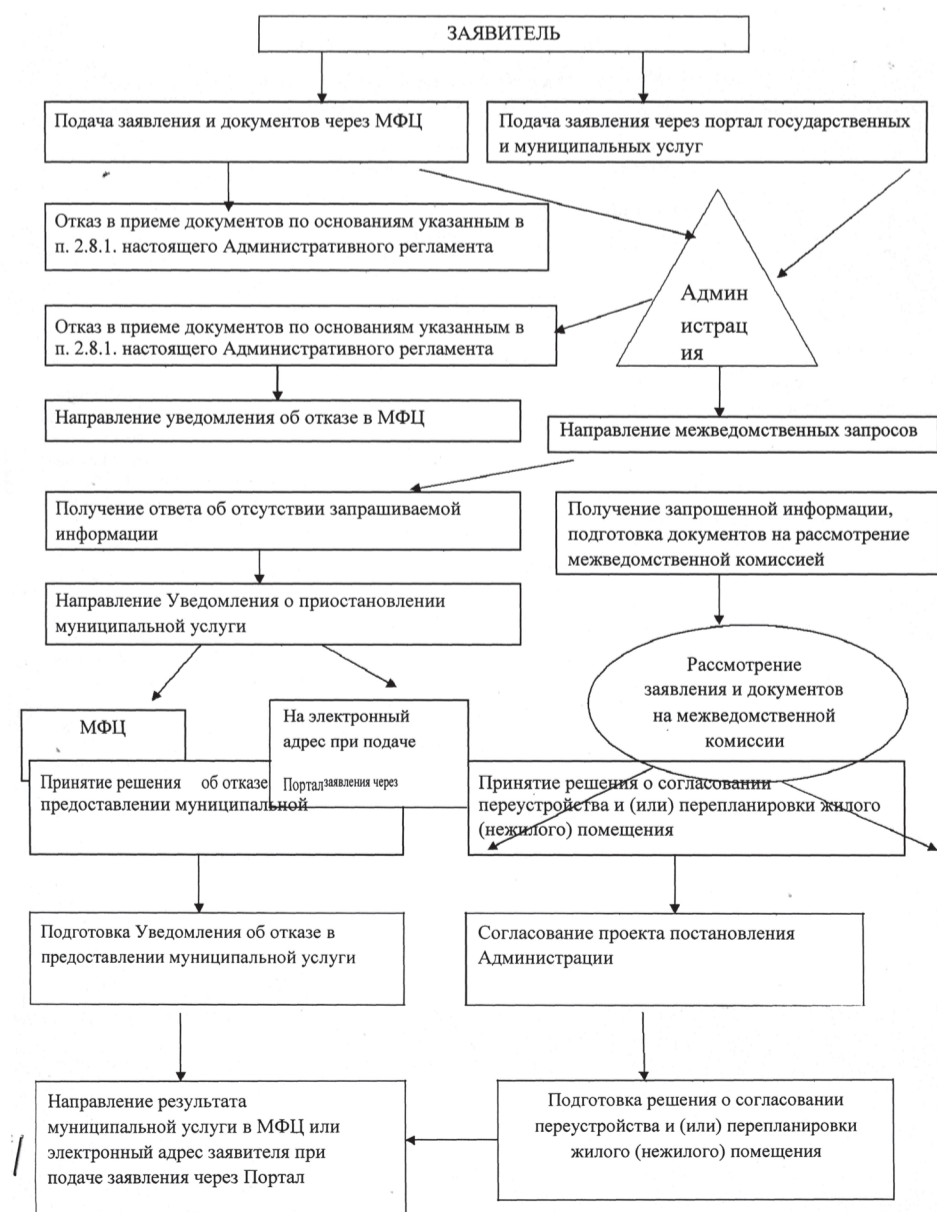 ЗАЯВИТЕЛЬ
Подача заявления и документов через МФЦ
Подача заявления через портал государственных
и муниципальных услуг
Отказ в приеме документов по основаниям указанным в
п. 2.8.1. настоящего Административного регламента
Админ
истрац
ия
Отказ в приеме документов по основаниям указанным в
п. 2.8.1. настоящего Административного регламента
Направление уведомления об отказе в МФЦ
Направление межведомственных запросов
Получение ответа об отсутствии запрашиваемой
информации
Получение запрошенной информации,
подготовка документов на рассмотрение
межведомственной комиссией
Направление Уведомления о приостановлении
муниципальной услуги
Рассмотрение
заявления и документов
на межведомственной
комиссии
МФЦ
На электронный
адрес при подаче
Портал заявления через
Принятие решения об отказе
предоставлении муниципальной
Принятие решения о согласовании
переустройства и (или) перепланировки жилого
(нежилого) помещения
Подготовка Уведомления об отказе в
предоставлении муниципальной услуги
Согласование проекта постановления
Администрации
Направление результата
муниципальной услуги в МФЦ или
электронный адрес заявителя при
подаче заявления через Портал
Подготовка решения о согласовании
переустройства и (или) перепланировки
жилого (нежилого) помещения